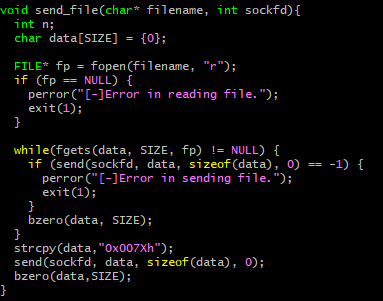 void send_file(char* filename, int sockfd){
int n;
char data[SIZE] = {0};
FILE* fp = fopen(filename, "r");
if (fp == NULL) {
perror("[-]Error in reading file.");
exit(1);
}
while(fgets(data, SIZE, fp) != NULL) {
if (send(sockfd, data, sizeof(data), 0) == -1) {
perror("[-]Error in sending file.");
exit(1);
}
bzero(data, SIZE);
}
strcpy(data,"0x007Xh");
send(sockfd, data, sizeof(data), 0);
bzero(data,SIZE);
}